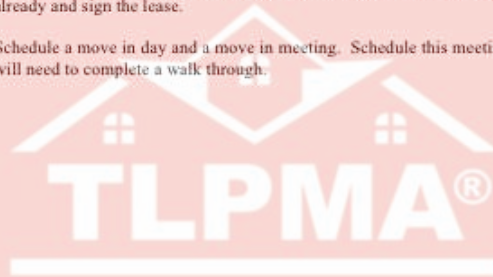 already and sign the lease.
Schedule a move in day and a move in meeting. Schedule this meeti
will need to complete a walk through.
TLPMA®